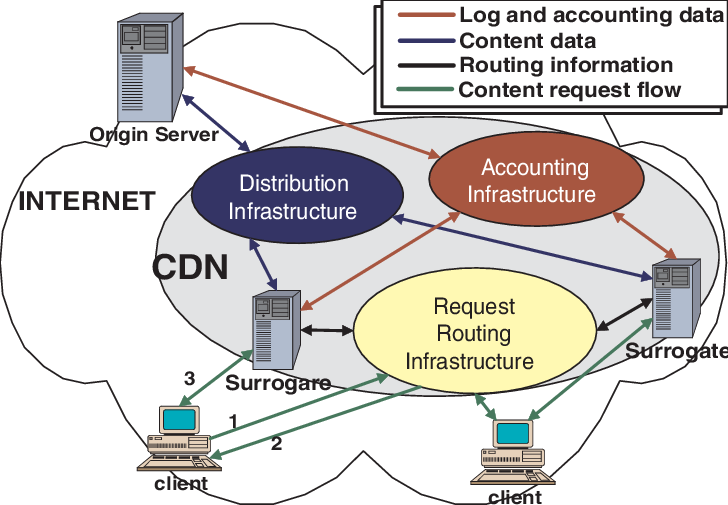 Log and accounting data
Content data
Routing information
Content request flow
Origin Server
INTERNET
CDN
Distribution
Infrastructure
Accounting
Infrastructure
Request
Routing
Infrastructure
Surrogare
Surrogate
3
1
2
client
client